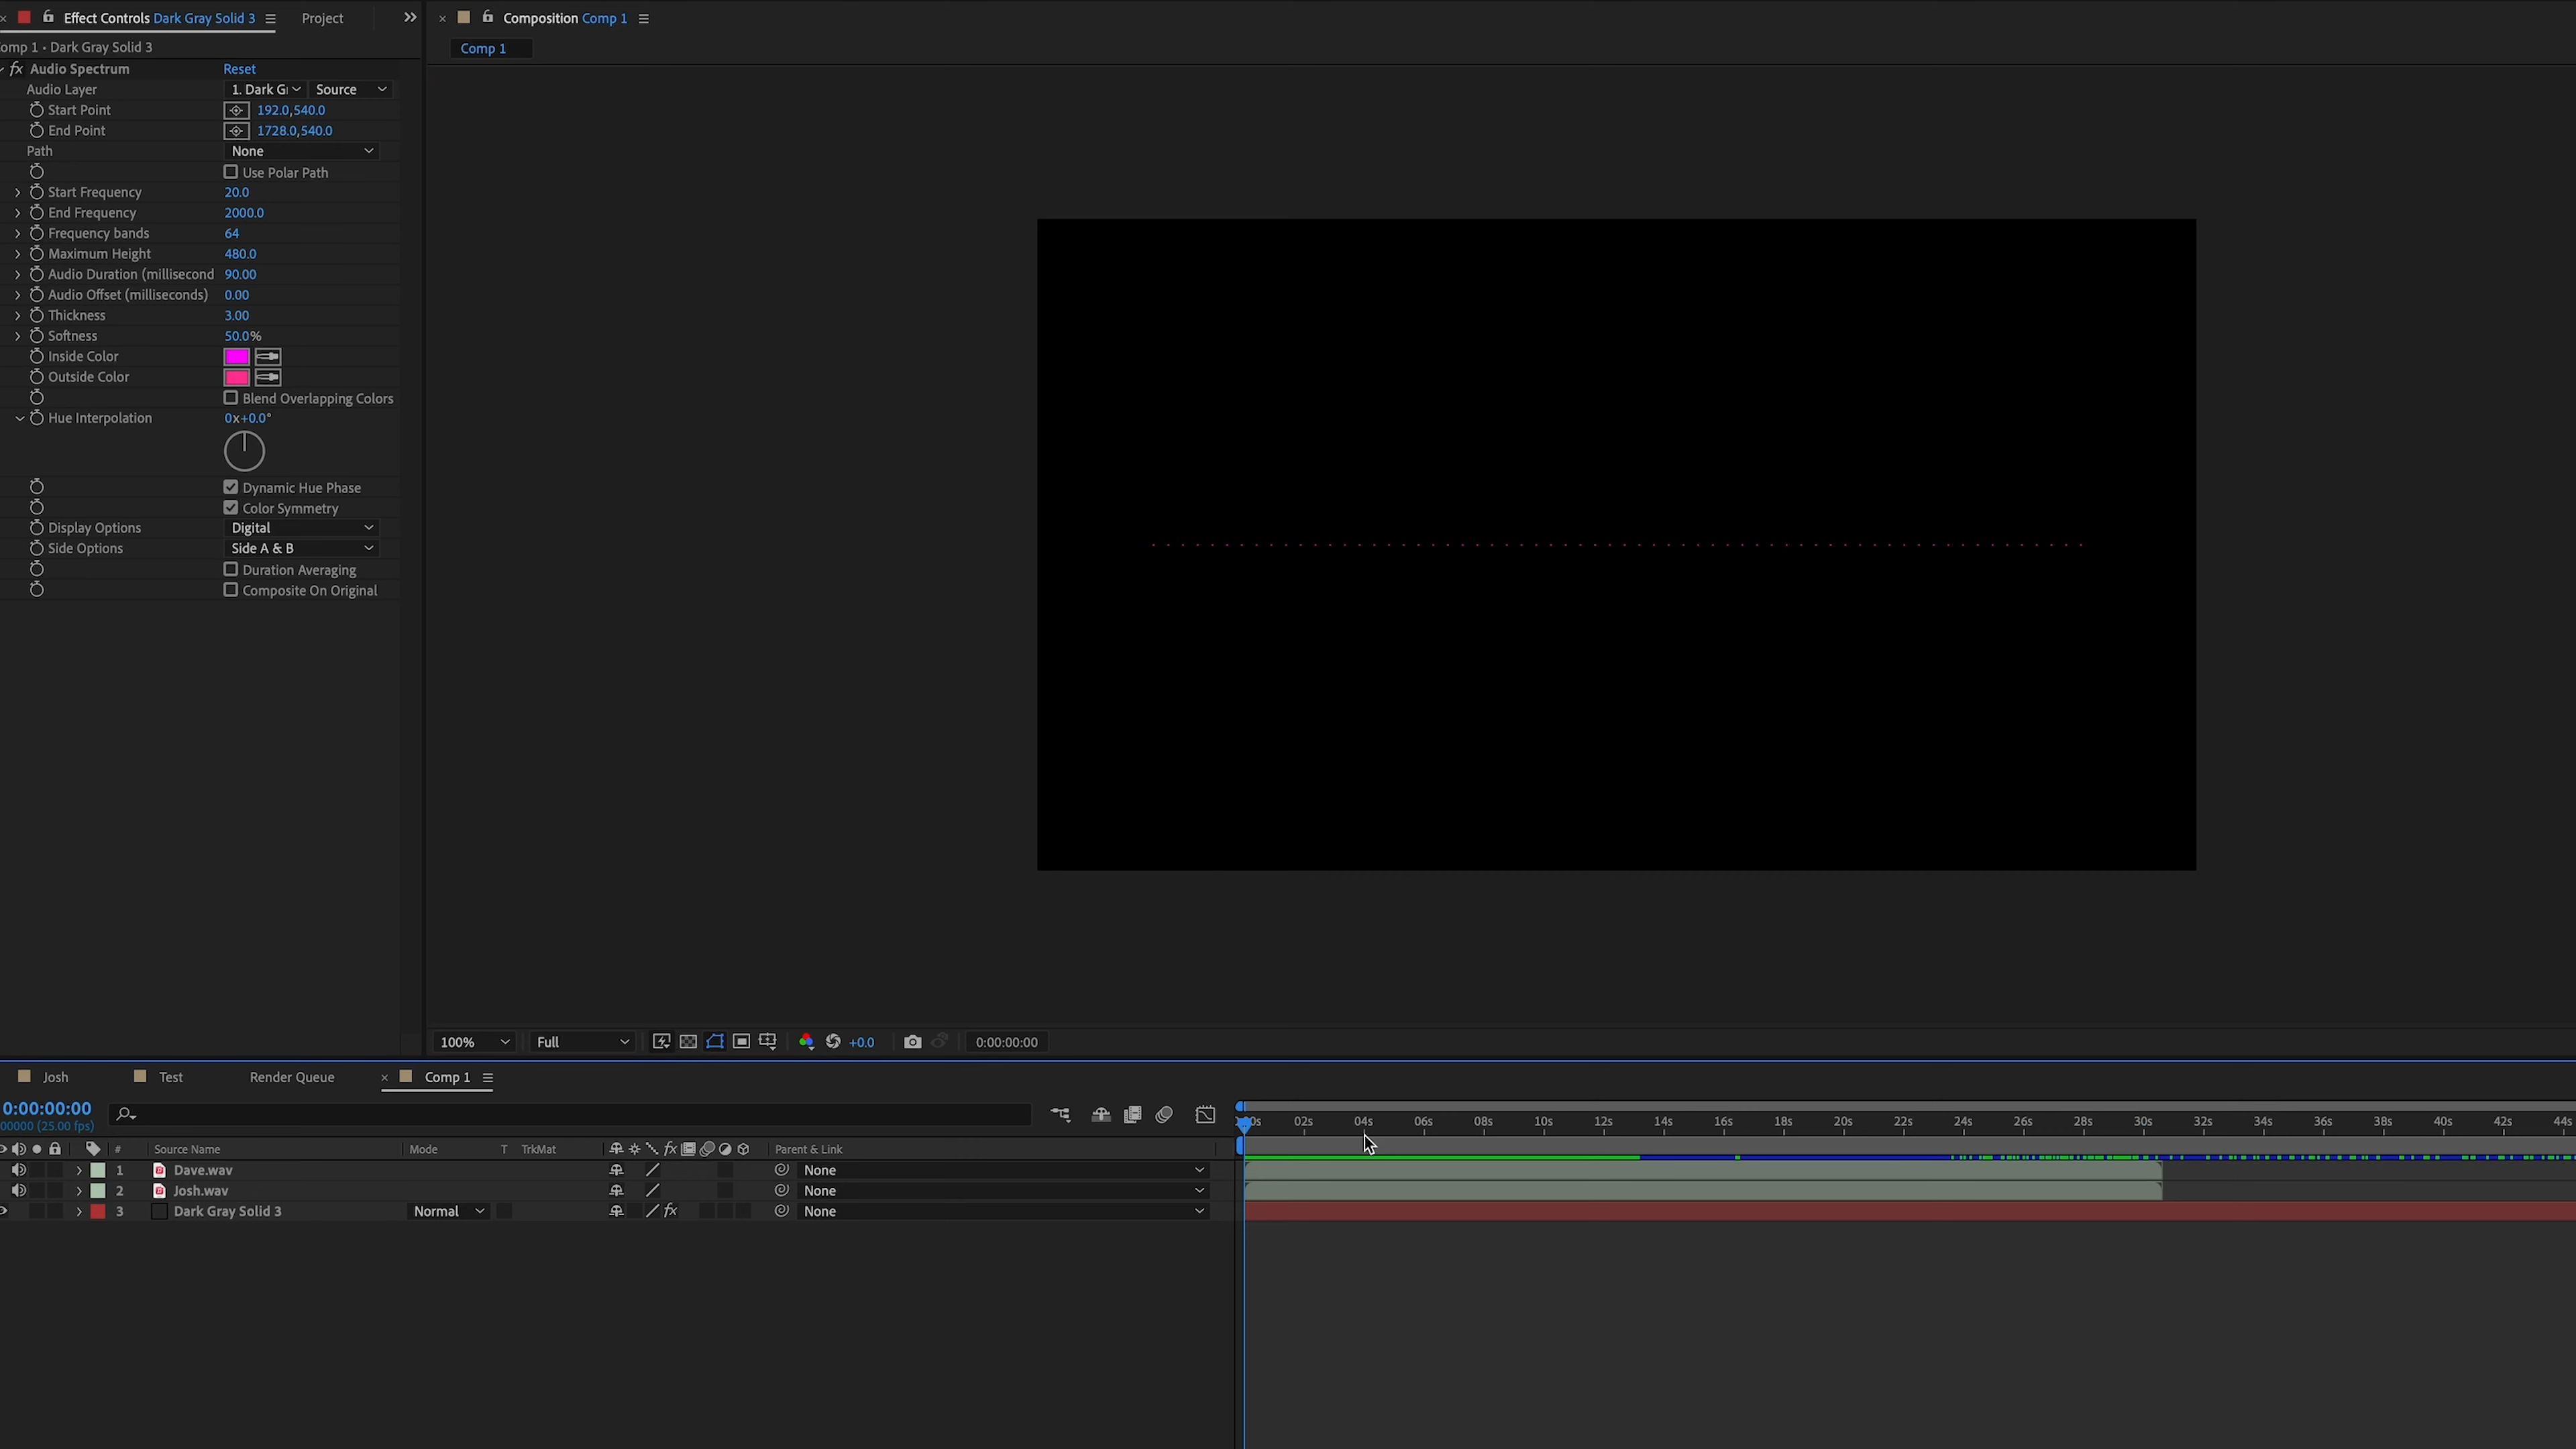 Effect Controls Dark Gray Solid 3
Project
Composition Comp 1
omp 1 • Dark Gray Solid 3
Comp 1
fx Audio Spectrum Reset
Audio Layer 1. Dark G Source
Start Point 192.0,540.0
End Point 1728.0,540.0
Path None
Use Polar Path
Start Frequency 20.0
End Frequency 2000.0
Frequency bands 64
Maximum Height 480.0
Audio Duration (millisecond 90.00
Audio Offset (milliseconds) 0.00
Thickness 3.00
Softness 50.0%
Inside Color
Outside Color
Blend Overlapping Colors
Hue Interpolation 0x+0.0°
Dynamic Hue Phase
Color Symmetry
Display Options Digital
Side Options Side A & B
Duration Averaging
Composite On Original
100% Full +0.0 0:00:00:00
Josh Test Render Queue Comp 1
0:00:00:00
00000 (25.00 fps)
0s 02s 04s 06s 08s 10s 12s 14s 16s 18s 20s 22s 24s 26s 28s 30s 32s 34s 36s 38s 40s 42s 44s
# Source Name Mode T TrkMat fx Parent & Link
1 Dave.wav None
2 Josh.wav None
3 Dark Gray Solid 3 Normal fx None